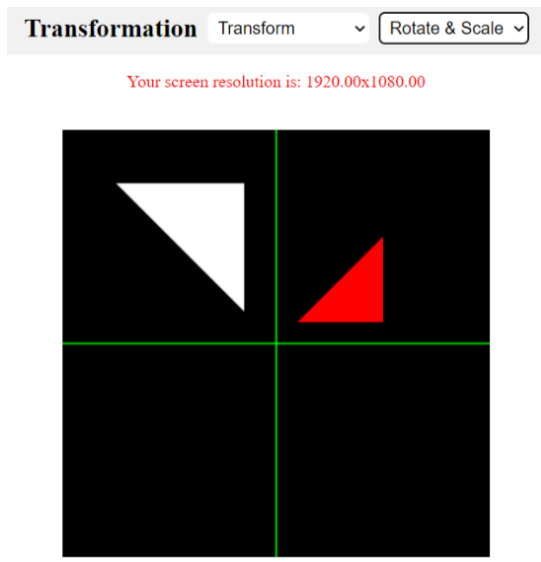 Transformation Transform Rotate & Scale
Your screen resolution is: 1920.00x1080.00